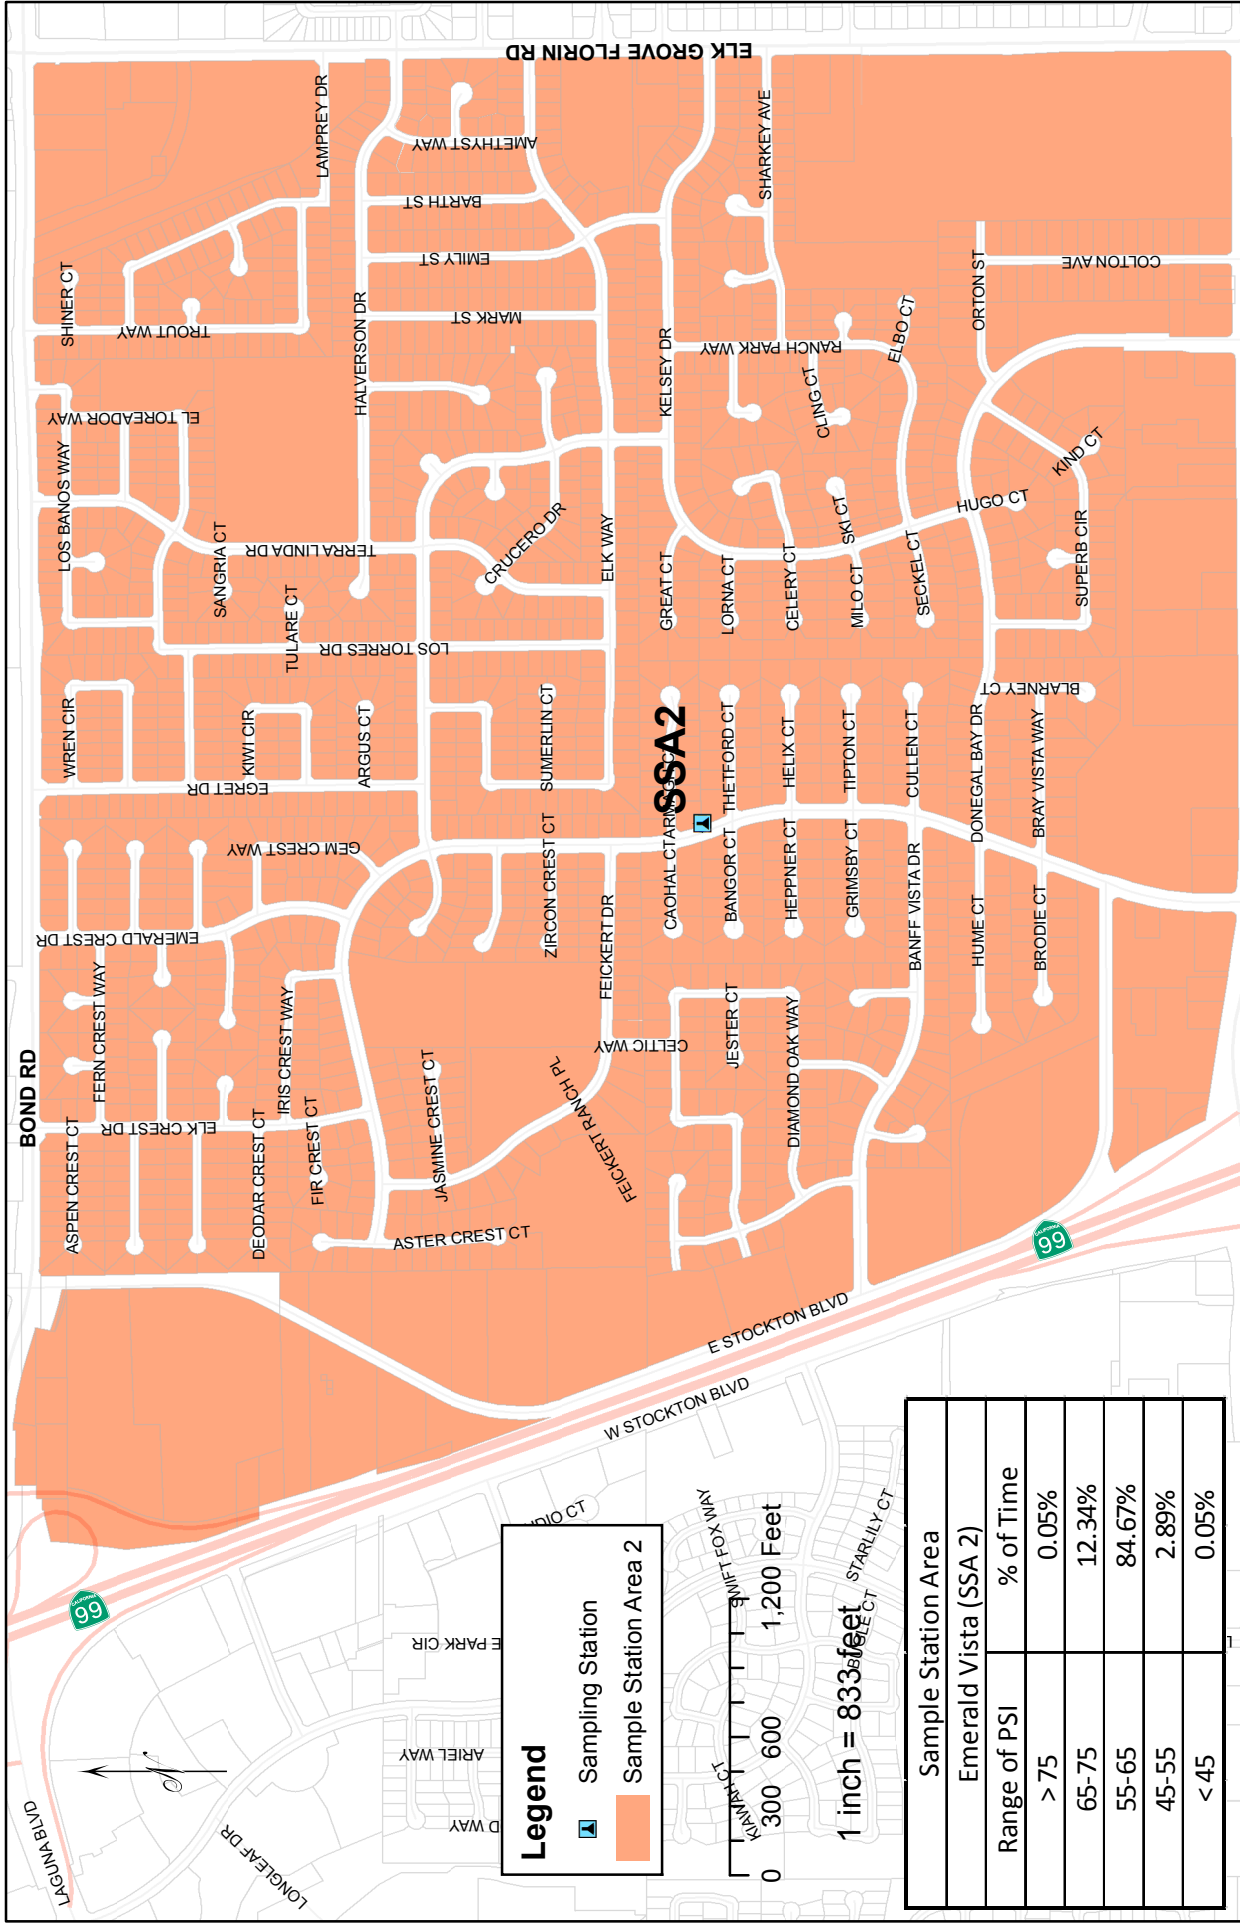 BOND RD
ELK GROVE FLORIN RD
LAGUNA BLVD
LONGLEAF DR
ARIEL WAY
E PARK CIR
D WAY
CALIFORNIA
99
ASPEN CREST CT
FERN CREST WAY
ELK CREST DR
EMERALD CREST DR
DEODAR CREST CT
IRIS CREST WAY
FIR CREST CT
GEM CREST WAY
JASMINE CREST CT
ASTER CREST CT
WREN CIR
EGRET DR
KIWI CIR
ARGUS CT
LOS BANOS WAY
EL TOREADOR WAY
SANGRIA CT
TULARE CT
TERRA LINDA DR
LOS TORRES DR
SHINER CT
TROUT WAY
LAMPREY DR
HALVERSON DR
AMETHYST WAY
BARTH ST
EMILY ST
MARK ST
CRUCERO DR
ELK WAY
SUMERLIN CT
ZIRCON CREST CT
FEICKERT DR
FEICKERT RANCH PL
CELTIC WAY
JESTER CT
DIAMOND OAK WAY
SSA2
CAOHAL CT
BANGOR CT
THETFORD CT
HEPPNER CT
HELIX CT
GRIMSBY CT
TIPTON CT
BANFF VISTA DR
CULLEN CT
HUME CT
DONEGAL BAY DR
BRODIE CT
BRAY VISTA WAY
BLARNEY CT
GREAT CT
LORNA CT
CELERY CT
MILO CT
SKI CT
SECKEL CT
HUGO CT
KELSEY DR
RANCH PARK WAY
CLING CT
ELBO CT
SHARKEY AVE
ORTON ST
COLTON AVE
KIND CT
SUPERB CIR
E STOCKTON BLVD
W STOCKTON BLVD
CALIFORNIA
99
SWIFT FOX WAY
STARLILY CT
BUGLE CT
KIAWAH CT
Legend
Sampling Station
Sample Station Area 2
0 300 600 1,200 Feet
1 inch = 833 feet
Sample Station Area
Emerald Vista (SSA 2)
Range of PSI % of Time
> 75 0.05%
65-75 12.34%
55-65 84.67%
45-55 2.89%
< 45 0.05%